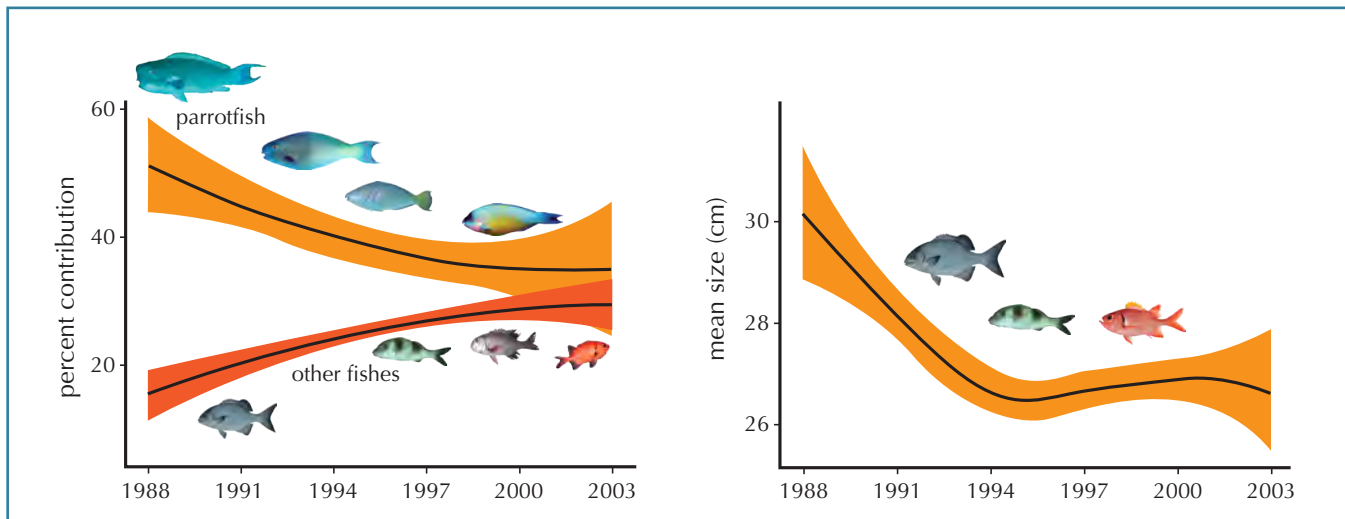 60
parrotfish
40
20
percent contribution
other fishes
1988 1991 1994 1997 2000 2003
30
28
26
mean size (cm)
1988 1991 1994 1997 2000 2003